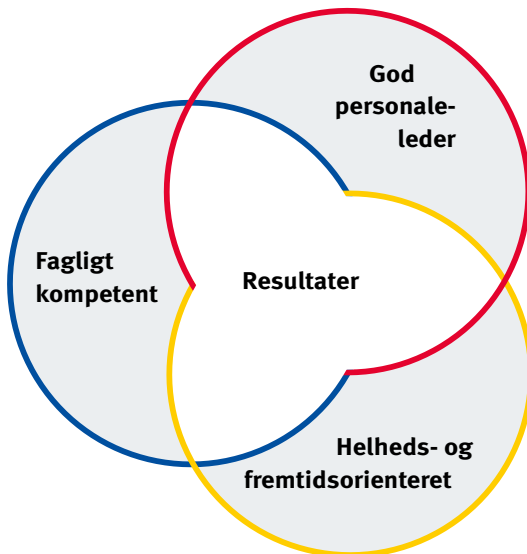 God
personale-
leder
Fagligt
kompetent
Resultater
Helheds- og
fremtidsorienteret